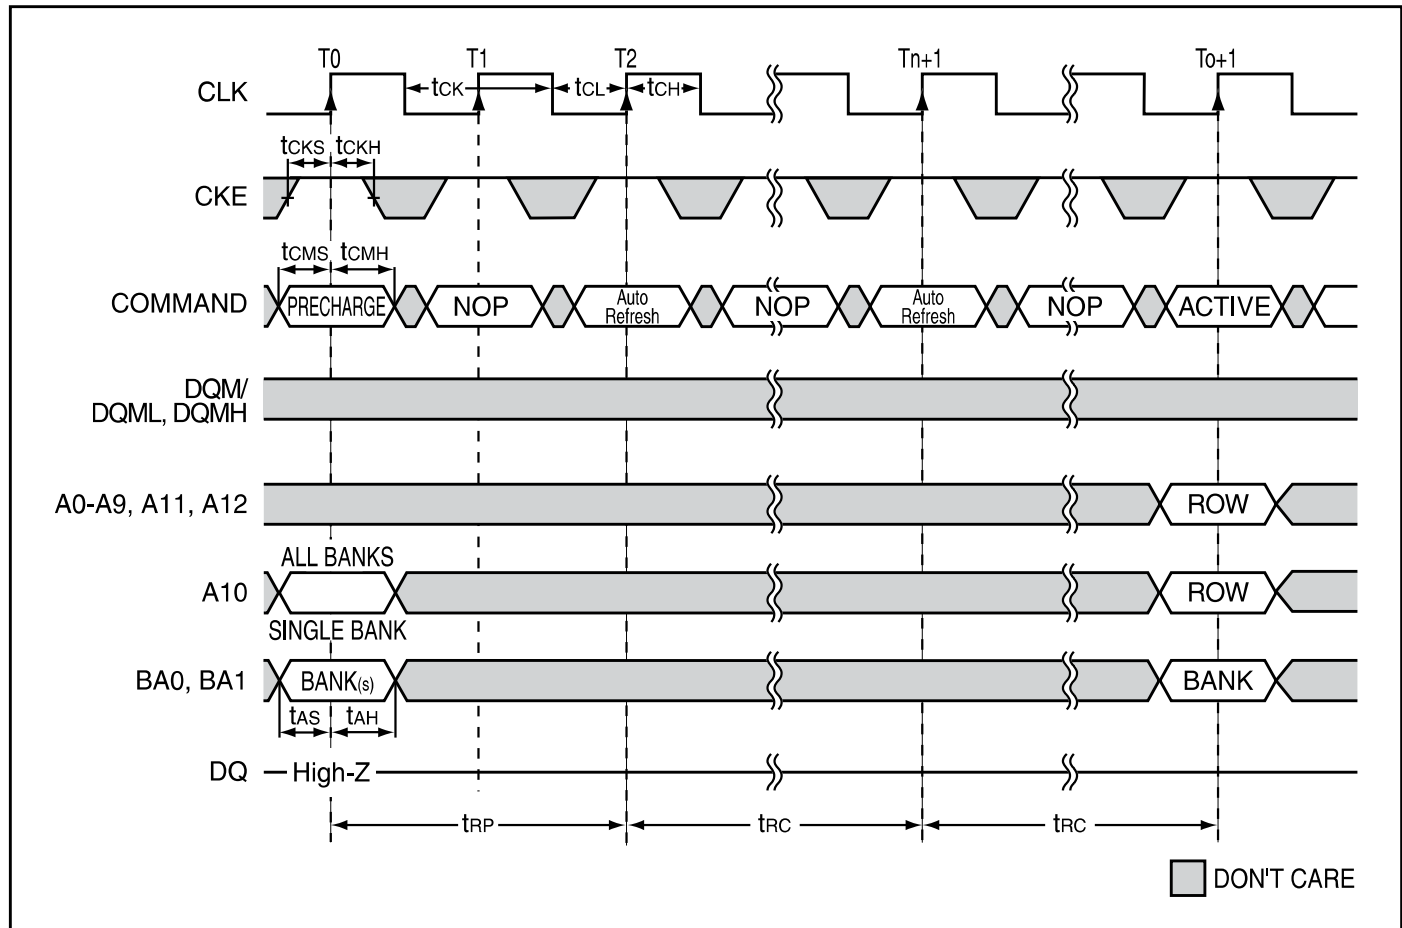 T0 T1 T2 Tn+1 To+1
CLK tCK tCL tCH
tCKS tCKH
CKE
tCMS tCMH
COMMAND PRECHARGE NOP Auto Refresh NOP Auto Refresh NOP ACTIVE
DQM/
DQML, DQMH
A0-A9, A11, A12 ROW
ALL BANKS
A10 ROW
SINGLE BANK
BA0, BA1 BANK(s) BANK
tAS tAH
DQ High-Z
tRP tRC tRC
DON'T CARE